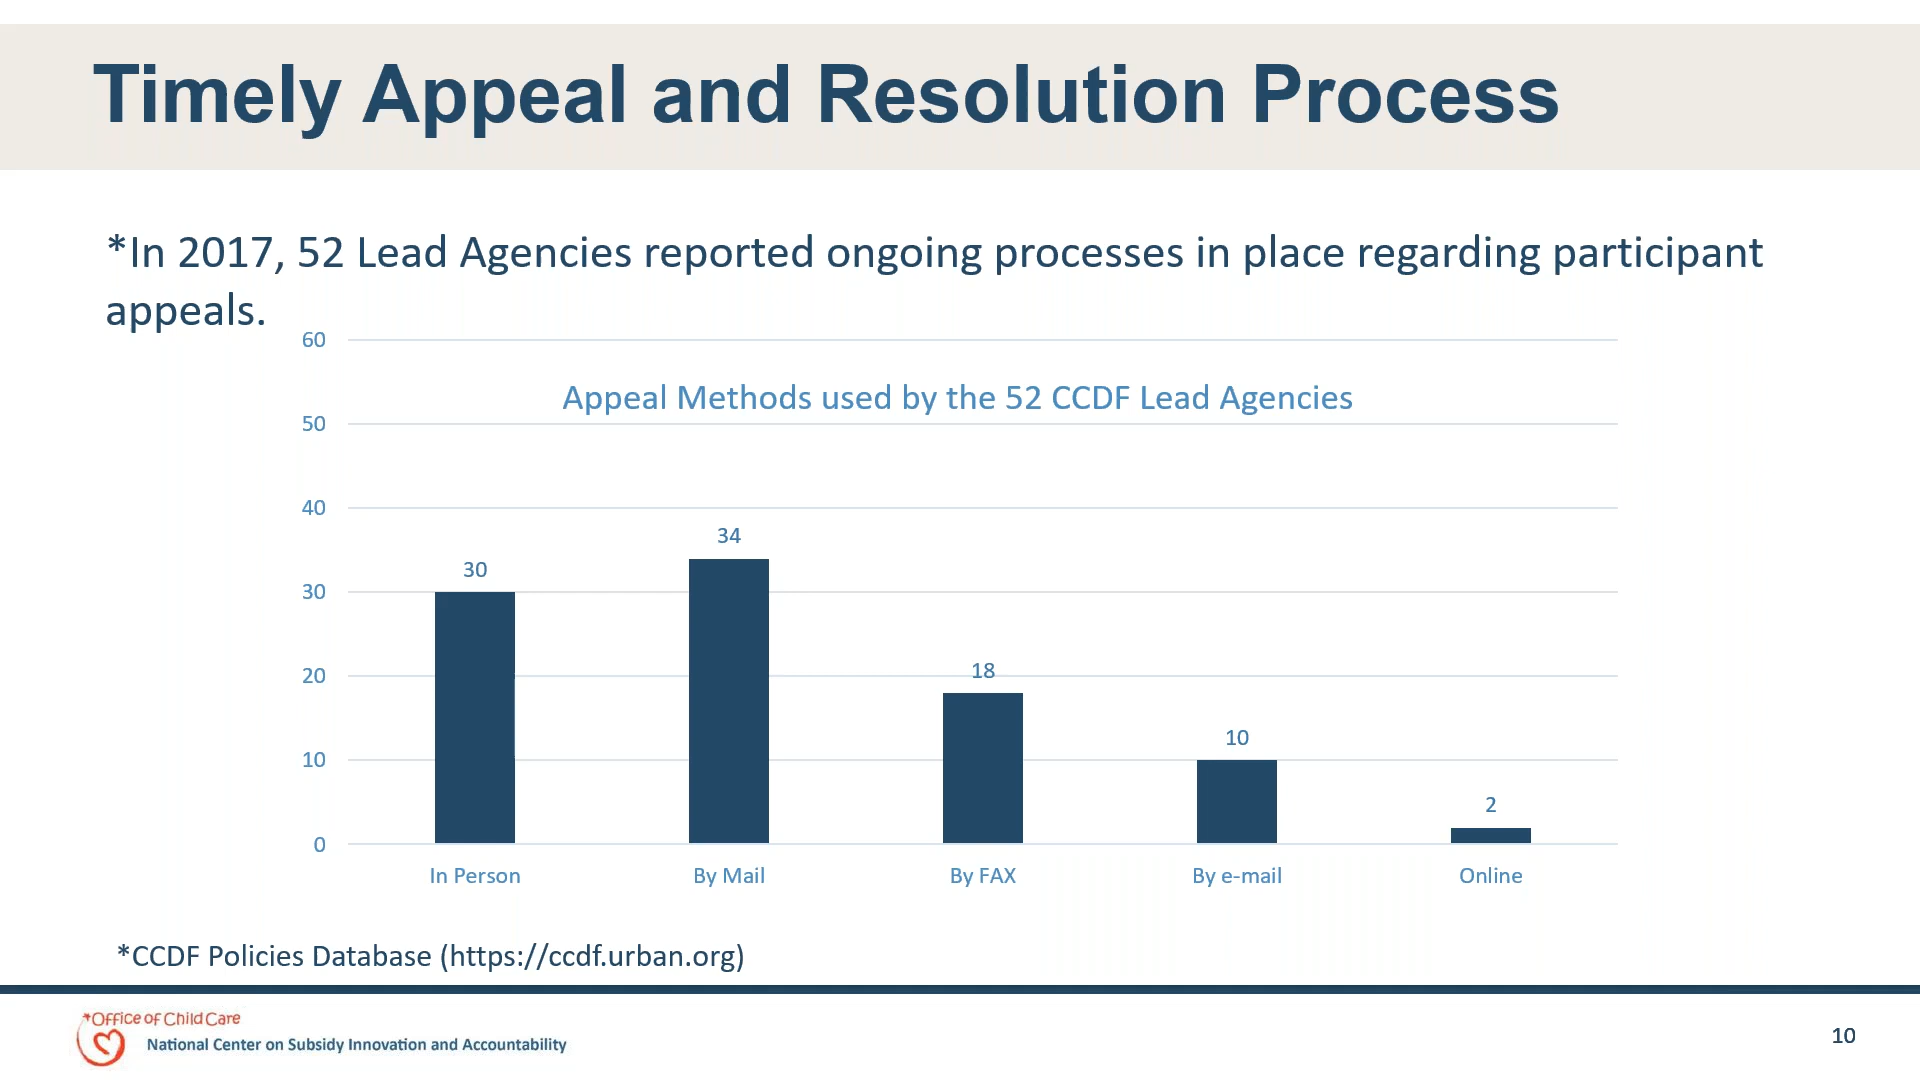 Timely Appeal and Resolution Process
*In 2017, 52 Lead Agencies reported ongoing processes in place regarding participant
appeals.
60
Appeal Methods used by the 52 CCDF Lead Agencies
50
40
34
30
30
20
18
10
10
2
0
In Person By Mail By FAX By e-mail Online
*CCDF Policies Database (https://ccdf.urban.org)
*Office of Child Care
National Center on Subsidy Innovation and Accountability
10